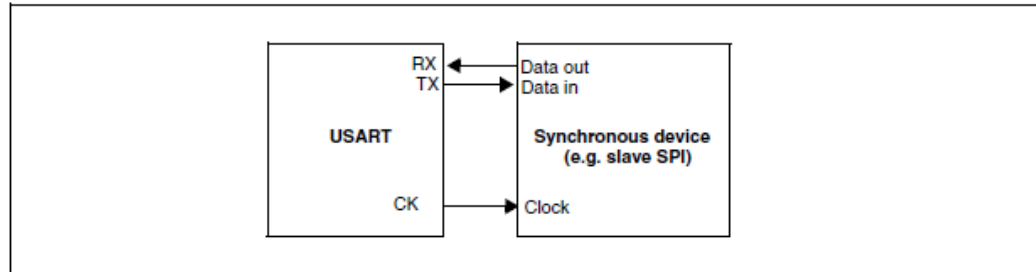 RX
TX
Data out
Data in
USART
Synchronous device
(e.g. slave SPI)
CK
Clock